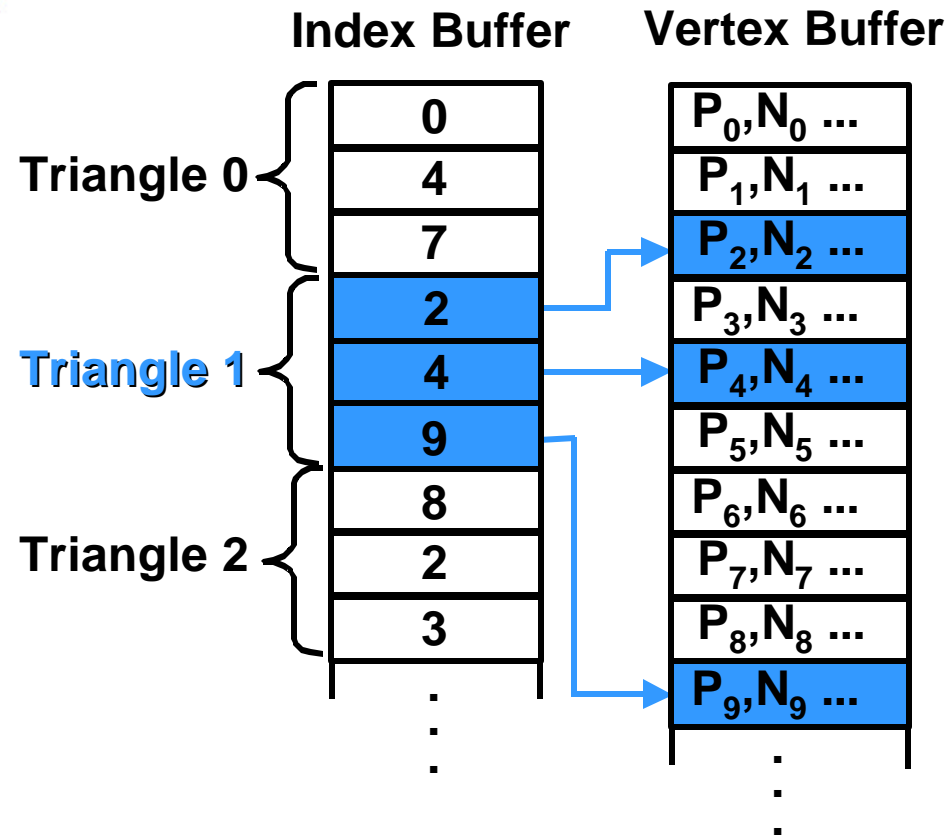 Index Buffer
Vertex Buffer
Triangle 0
0
4
7
Triangle 1
2
4
9
Triangle 2
8
2
3
.
.
.
P0,N0 ...
P1,N1 ...
P2,N2 ...
P3,N3 ...
P4,N4 ...
P5,N5 ...
P6,N6 ...
P7,N7 ...
P8,N8 ...
P9,N9 ...
.
.
.